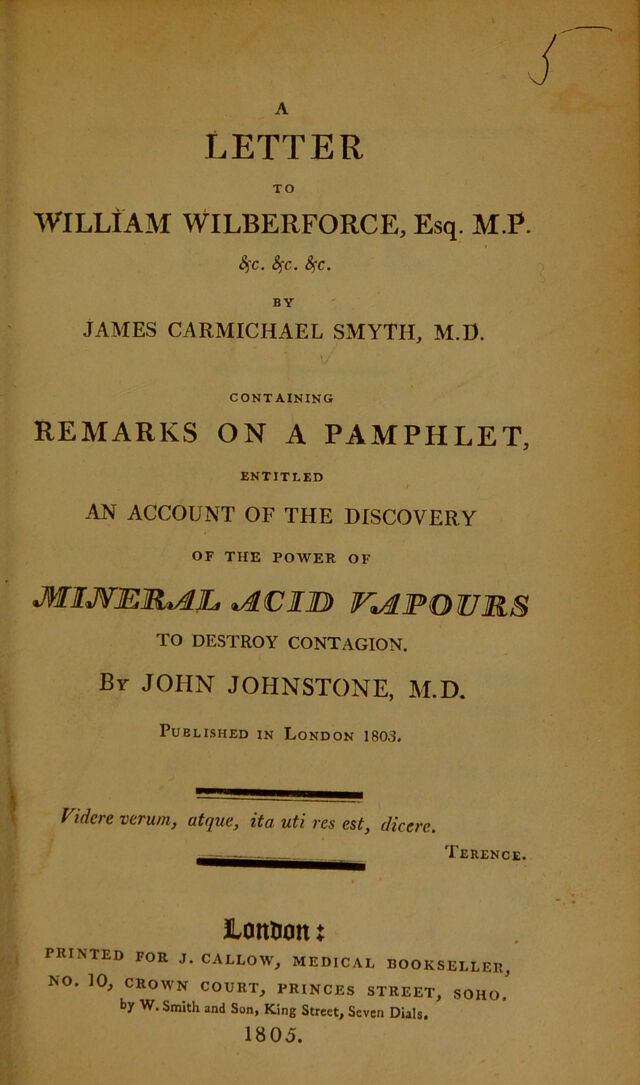 5
A
LETTER
TO
WILLIAM WILBERFORCE, Esq. M.P.
&c. &c. &c.
BY
JAMES CARMICHAEL SMYTH, M.D.
CONTAINING
REMARKS ON A PAMPHLET,
ENTITLED
AN ACCOUNT OF THE DISCOVERY
OF THE POWER OF
MINERAL ACID VAPOURS
TO DESTROY CONTAGION.
By JOHN JOHNSTONE, M.D.
PUBLISHED IN LONDON 1803.
Videre verum, atque, ita uti res est, dicere.
TERENCE.
London:
PRINTED FOR J. CALLOW, MEDICAL BOOKSELLER,
NO. 10, CROWN COURT, PRINCES STREET, SOHO,
by W. Smith and Son, King Street, Seven Dials.
1805.